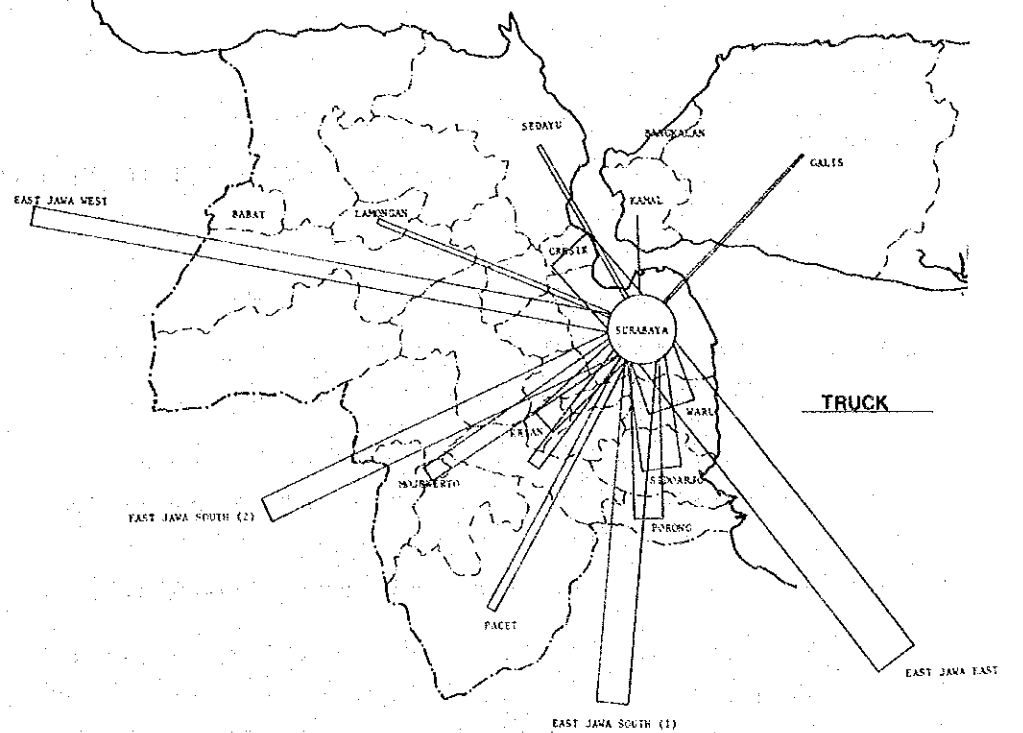 SEDAYU
BANGKALAN
GALIS
EAST JAWA WEST
BABAT
LAMONGAN
KAMAL
GRESIK
SURABAYA
TRUCK
WARU
KRIAN
MOJOKERTO
SIDOARJO
EAST JAWA SOUTH (2)
PORONG
PACET
EAST JAWA EAST
EAST JAWA SOUTH (1)